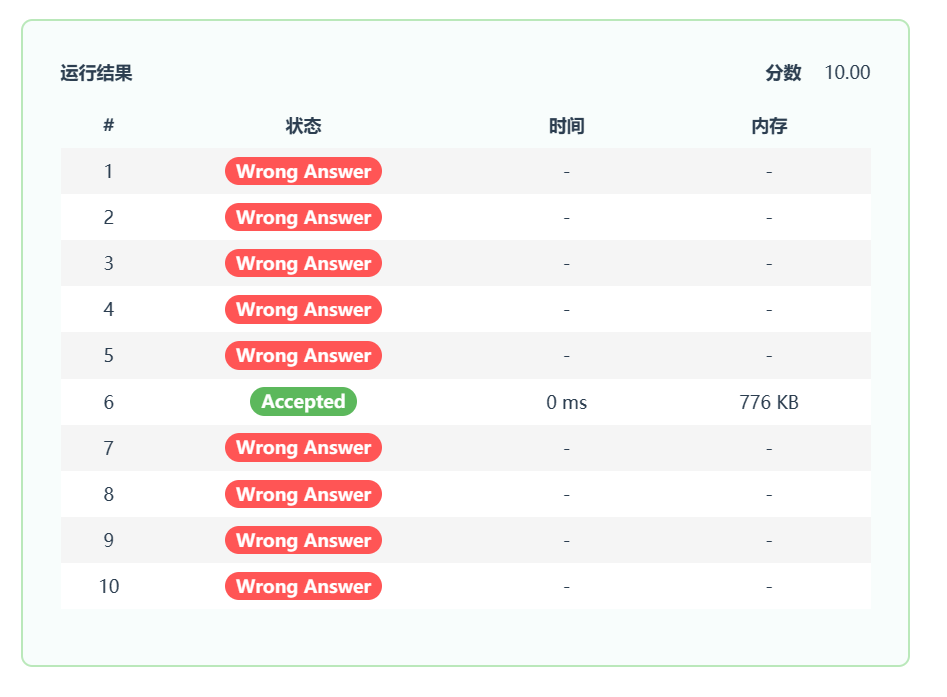 运行结果 分数 10.00
# 状态 时间 内存
1 Wrong Answer - -
2 Wrong Answer - -
3 Wrong Answer - -
4 Wrong Answer - -
5 Wrong Answer - -
6 Accepted 0 ms 776 KB
7 Wrong Answer - -
8 Wrong Answer - -
9 Wrong Answer - -
10 Wrong Answer - -